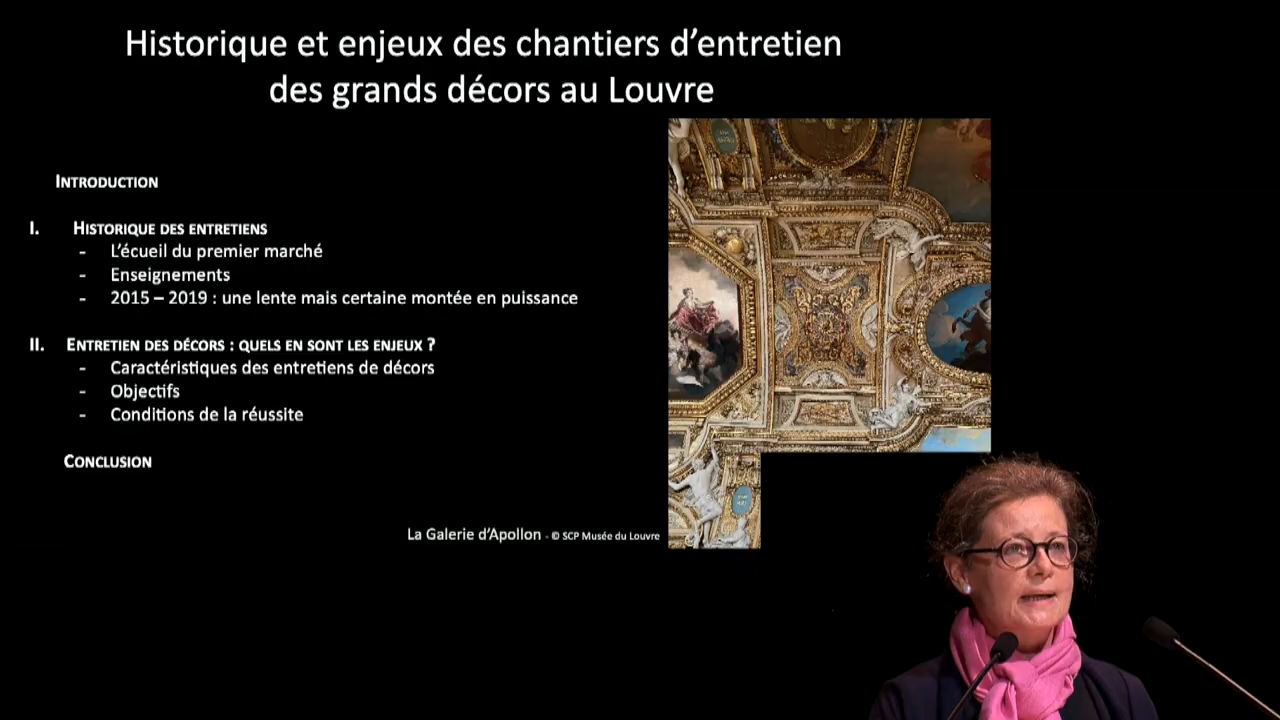 Historique et enjeux des chantiers d’entretien
des grands décors au Louvre
INTRODUCTION
I. HISTORIQUE DES ENTRETIENS
- L’écueil du premier marché
- Enseignements
- 2015 – 2019 : une lente mais certaine montée en puissance
II. ENTRETIEN DES DÉCORS : QUELS EN SONT LES ENJEUX ?
- Caractéristiques des entretiens de décors
- Objectifs
- Conditions de la réussite
CONCLUSION
La Galerie d’Apollon - © SCP Musée du Louvre